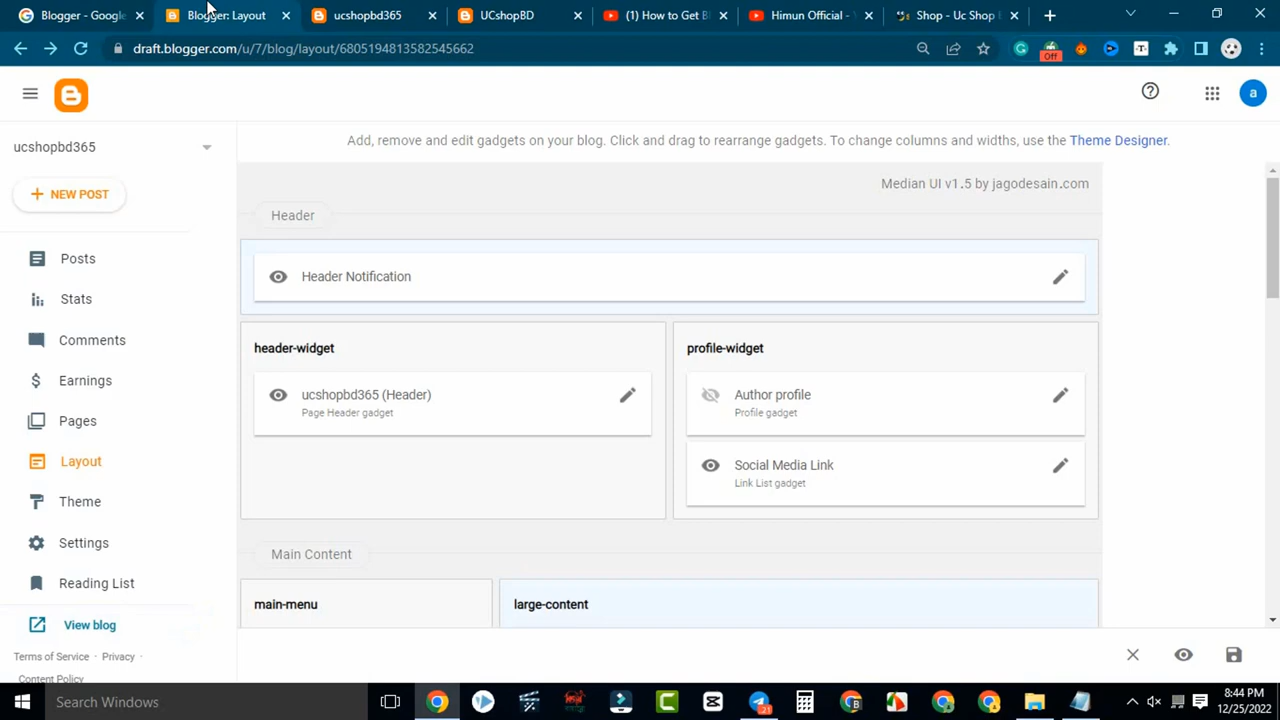 Blogger - Google
Blogger: Layout
ucshopbd365
UCshopBD
(1) How to Get B
Himun Official -
Shop - Uc Shop
draft.blogger.com/u/7/blog/layout/6805194813582545662
Off
a
ucshopbd365
Add, remove and edit gadgets on your blog. Click and drag to rearrange gadgets. To change columns and widths, use the Theme Designer.
+ NEW POST
Median UI v1.5 by jagodesain.com
Header
Posts
Header Notification
Stats
Comments
header-widget
profile-widget
Earnings
ucshopbd365 (Header)
Page Header gadget
Author profile
Profile gadget
Pages
Layout
Social Media Link
Link List gadget
Theme
Settings
Main Content
Reading List
main-menu
large-content
View blog
Terms of Service · Privacy ·
Content Policy
Search Windows
21
8:44 PM
12/25/2022